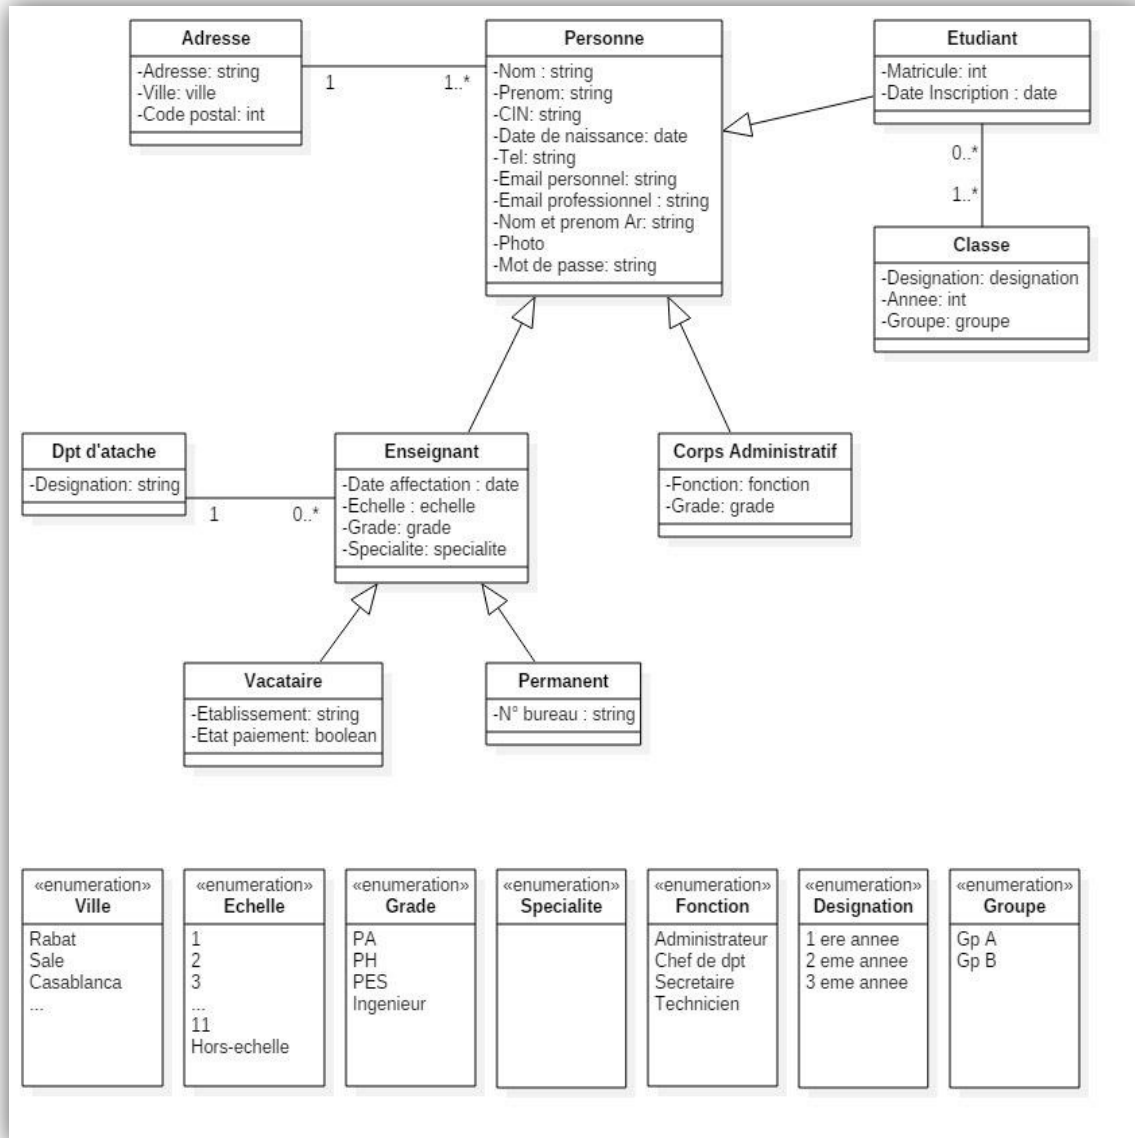 Adresse
-Adresse: string
-Ville: ville
-Code postal: int
1
1..*
Personne
-Nom : string
-Prenom: string
-CIN: string
-Date de naissance: date
-Tel: string
-Email personnel: string
-Email professionnel : string
-Nom et prenom Ar: string
-Photo
-Mot de passe: string
Etudiant
-Matricule: int
-Date Inscription : date
0..*
1..*
Classe
-Designation: designation
-Annee: int
-Groupe: groupe
Dpt d'atache
-Designation: string
1
0..*
Enseignant
-Date affectation : date
-Echelle : echelle
-Grade: grade
-Specialite: specialite
Corps Administratif
-Fonction: fonction
-Grade: grade
Vacataire
-Etablissement: string
-Etat paiement: boolean
Permanent
-N° bureau : string
«enumeration»
Ville
Rabat
Sale
Casablanca
...
«enumeration»
Echelle
1
2
3
...
11
Hors-echelle
«enumeration»
Grade
PA
PH
PES
Ingenieur
«enumeration»
Specialite
«enumeration»
Fonction
Administrateur
Chef de dpt
Secretaire
Technicien
«enumeration»
Designation
1 ere annee
2 eme annee
3 eme annee
«enumeration»
Groupe
Gp A
Gp B